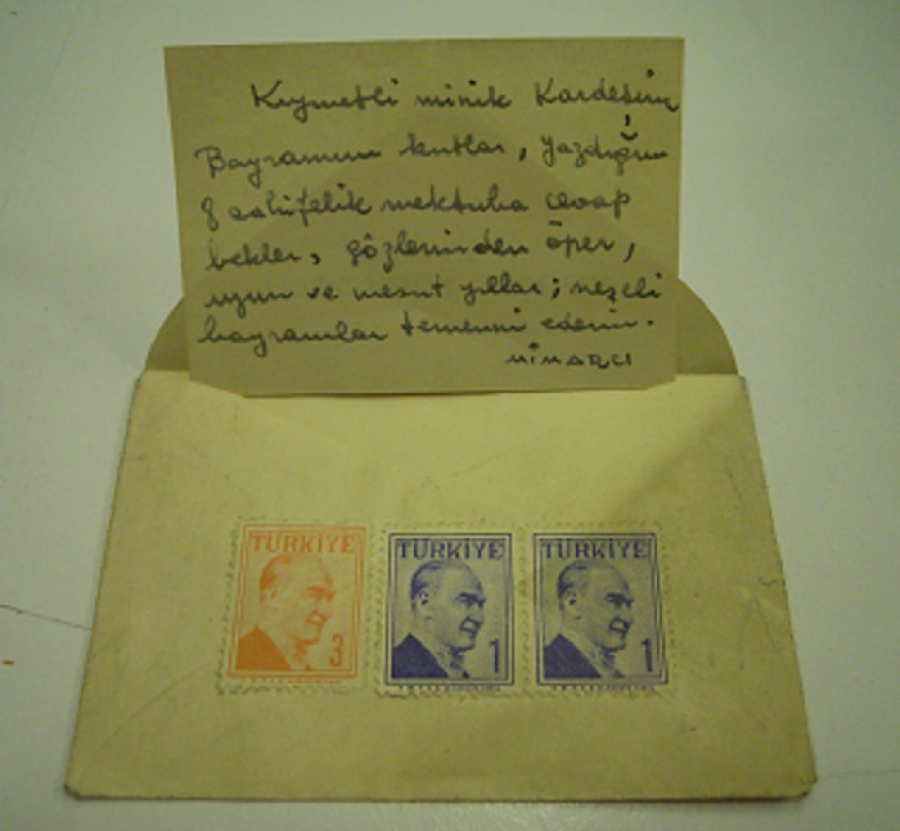 Kıymetli minik Kardeşim,
Bayramını kutlar, yazdığım
8 sahifelik mektuba cevap
bekler, gözlerinden öper,
uzun ve mesut yıllar; neşeli
bayramlar temenni ederim.
TÜRKİYE TÜRKİYE TÜRKİYE
3 1 1